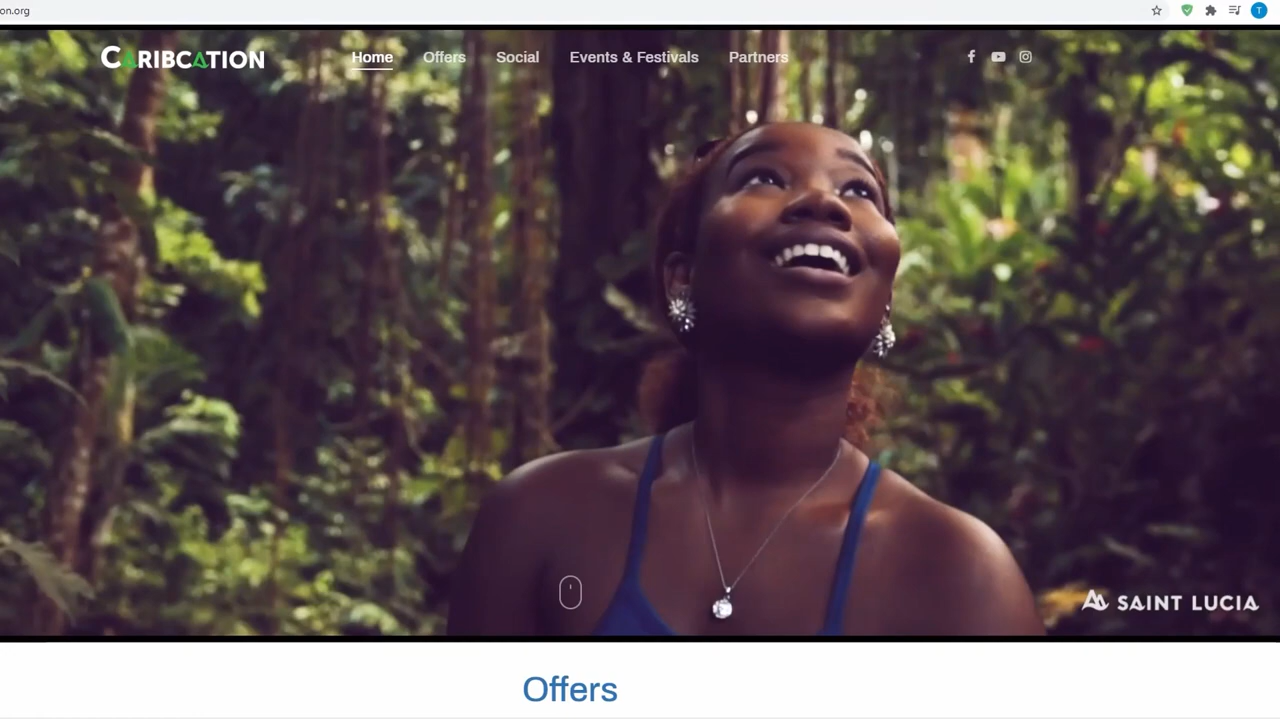 on.org
T
CARIBCATION
Home Offers Social Events & Festivals Partners
SAINT LUCIA
Offers